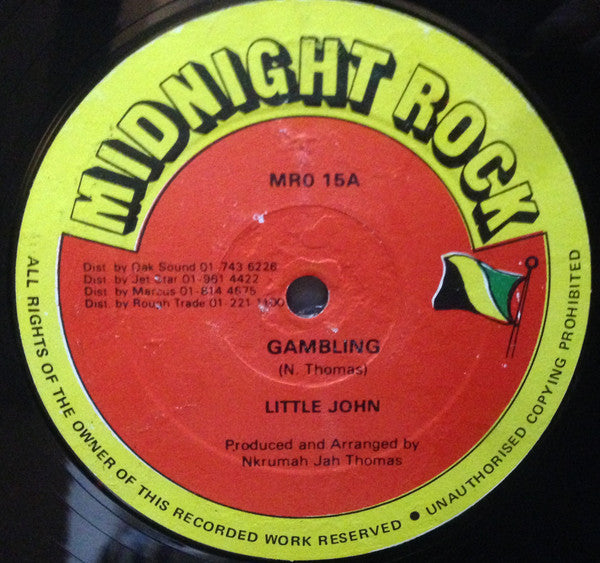 MIDNIGHT ROCK
MRO 15A
Dist. by Oak Sound 01-743 6228
Dist. by Jet Star 01-961 4422
Dist. by Marcus 01-814 4675
Dist. by Rough Trade 01-221 1100
GAMBLING
(N. Thomas)
LITTLE JOHN
Produced and Arranged by
Nkrumah Jah Thomas
ALL RIGHTS OF THE OWNER OF THIS RECORDED WORK RESERVED ● UNAUTHORISED COPYING PROHIBITED